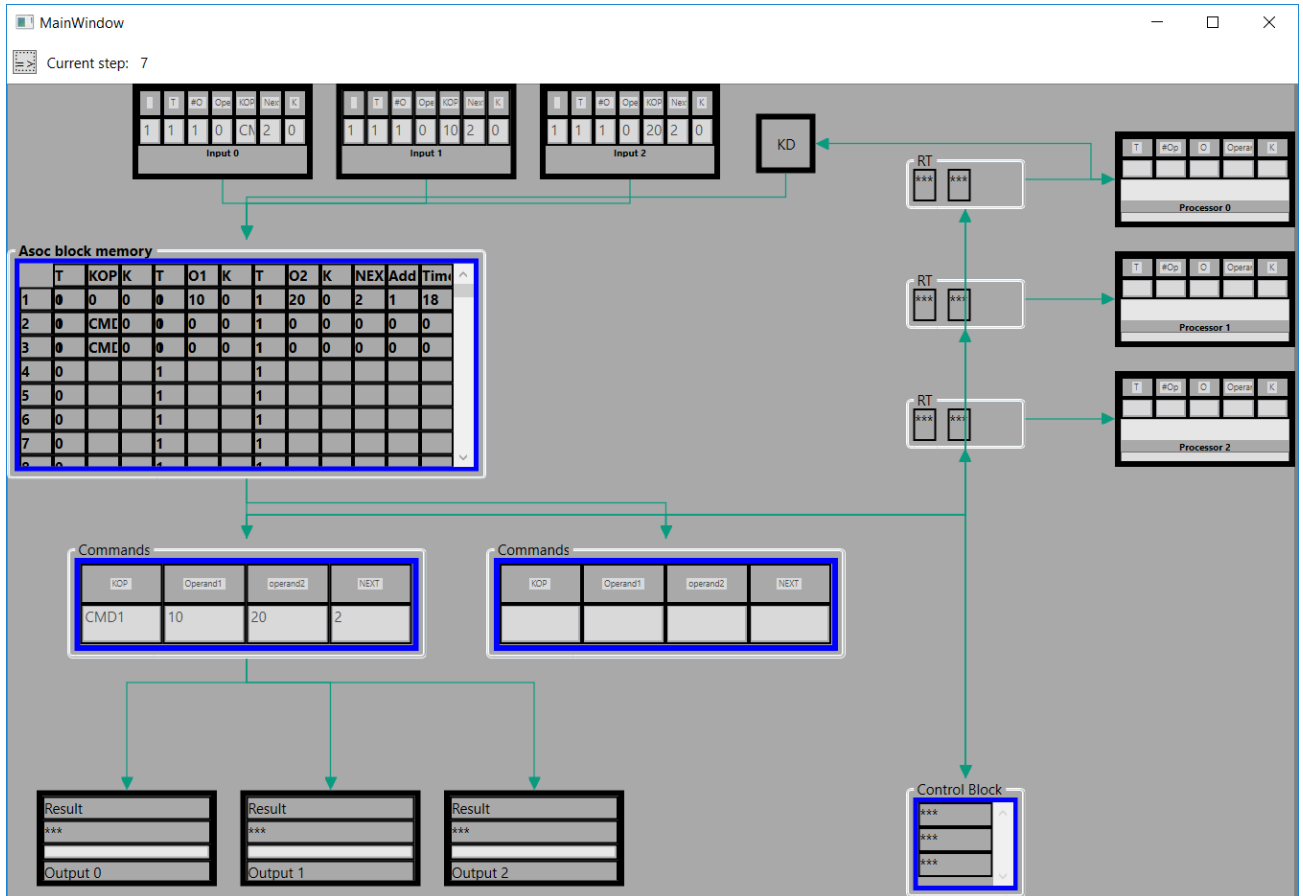 MainWindow
=> Current step: 7
T #O Ope KOP Nex K
1 1 1 0 2 0
Input 0
T #O Ope KOP Nex K
1 1 1 0 10 2 0
Input 1
T #O Ope KOP Nex K
1 1 1 0 20 2 0
Input 2
KD
RT
*** ***
T #Op O Operar K
Processor 0
RT
*** ***
T #Op O Operar K
Processor 1
RT
*** ***
T #Op O Operar K
Processor 2
Asoc block memory
T KOP K T O1 K T O2 K NEX Add Time
1 0 0 0 0 10 0 1 20 0 2 1 18
2 0 CMD 0 0 0 0 1 0 0 0 0 0
3 0 CMD 0 0 0 0 1 0 0 0 0 0
4 0 1 1
5 0 1 1
6 0 1 1
7 0 1 1
8 0 1 1
Commands
KOP Operand1 operand2 NEXT
CMD1 10 20 2
Commands
KOP Operand1 operand2 NEXT
Result
***
Output 0
Result
***
Output 1
Result
***
Output 2
Control Block
***
***
***